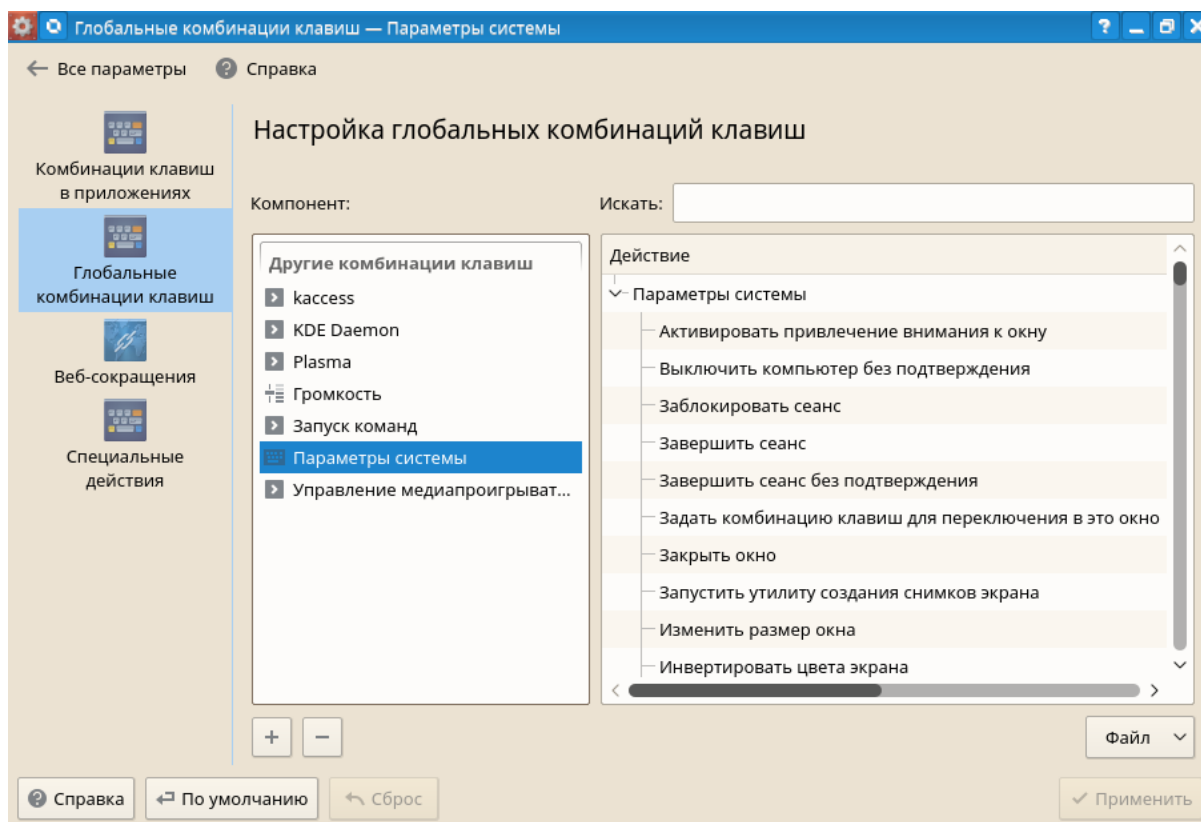 Глобальные комбинации клавиш — Параметры системы
Все параметры
Справка
Комбинации клавиш
в приложениях
Глобальные
комбинации клавиш
Веб-сокращения
Специальные
действия
Настройка глобальных комбинаций клавиш
Компонент:
Искать:
Другие комбинации клавиш
kaccess
KDE Daemon
Plasma
Громкость
Запуск команд
Параметры системы
Управление медиапроигрыват...
Действие
Параметры системы
Активировать привлечение внимания к окну
Выключить компьютер без подтверждения
Заблокировать сеанс
Завершить сеанс
Завершить сеанс без подтверждения
Задать комбинацию клавиш для переключения в это окно
Закрыть окно
Запустить утилиту создания снимков экрана
Изменить размер окна
Инвертировать цвета экрана
Файл
Справка
По умолчанию
Сброс
Применить